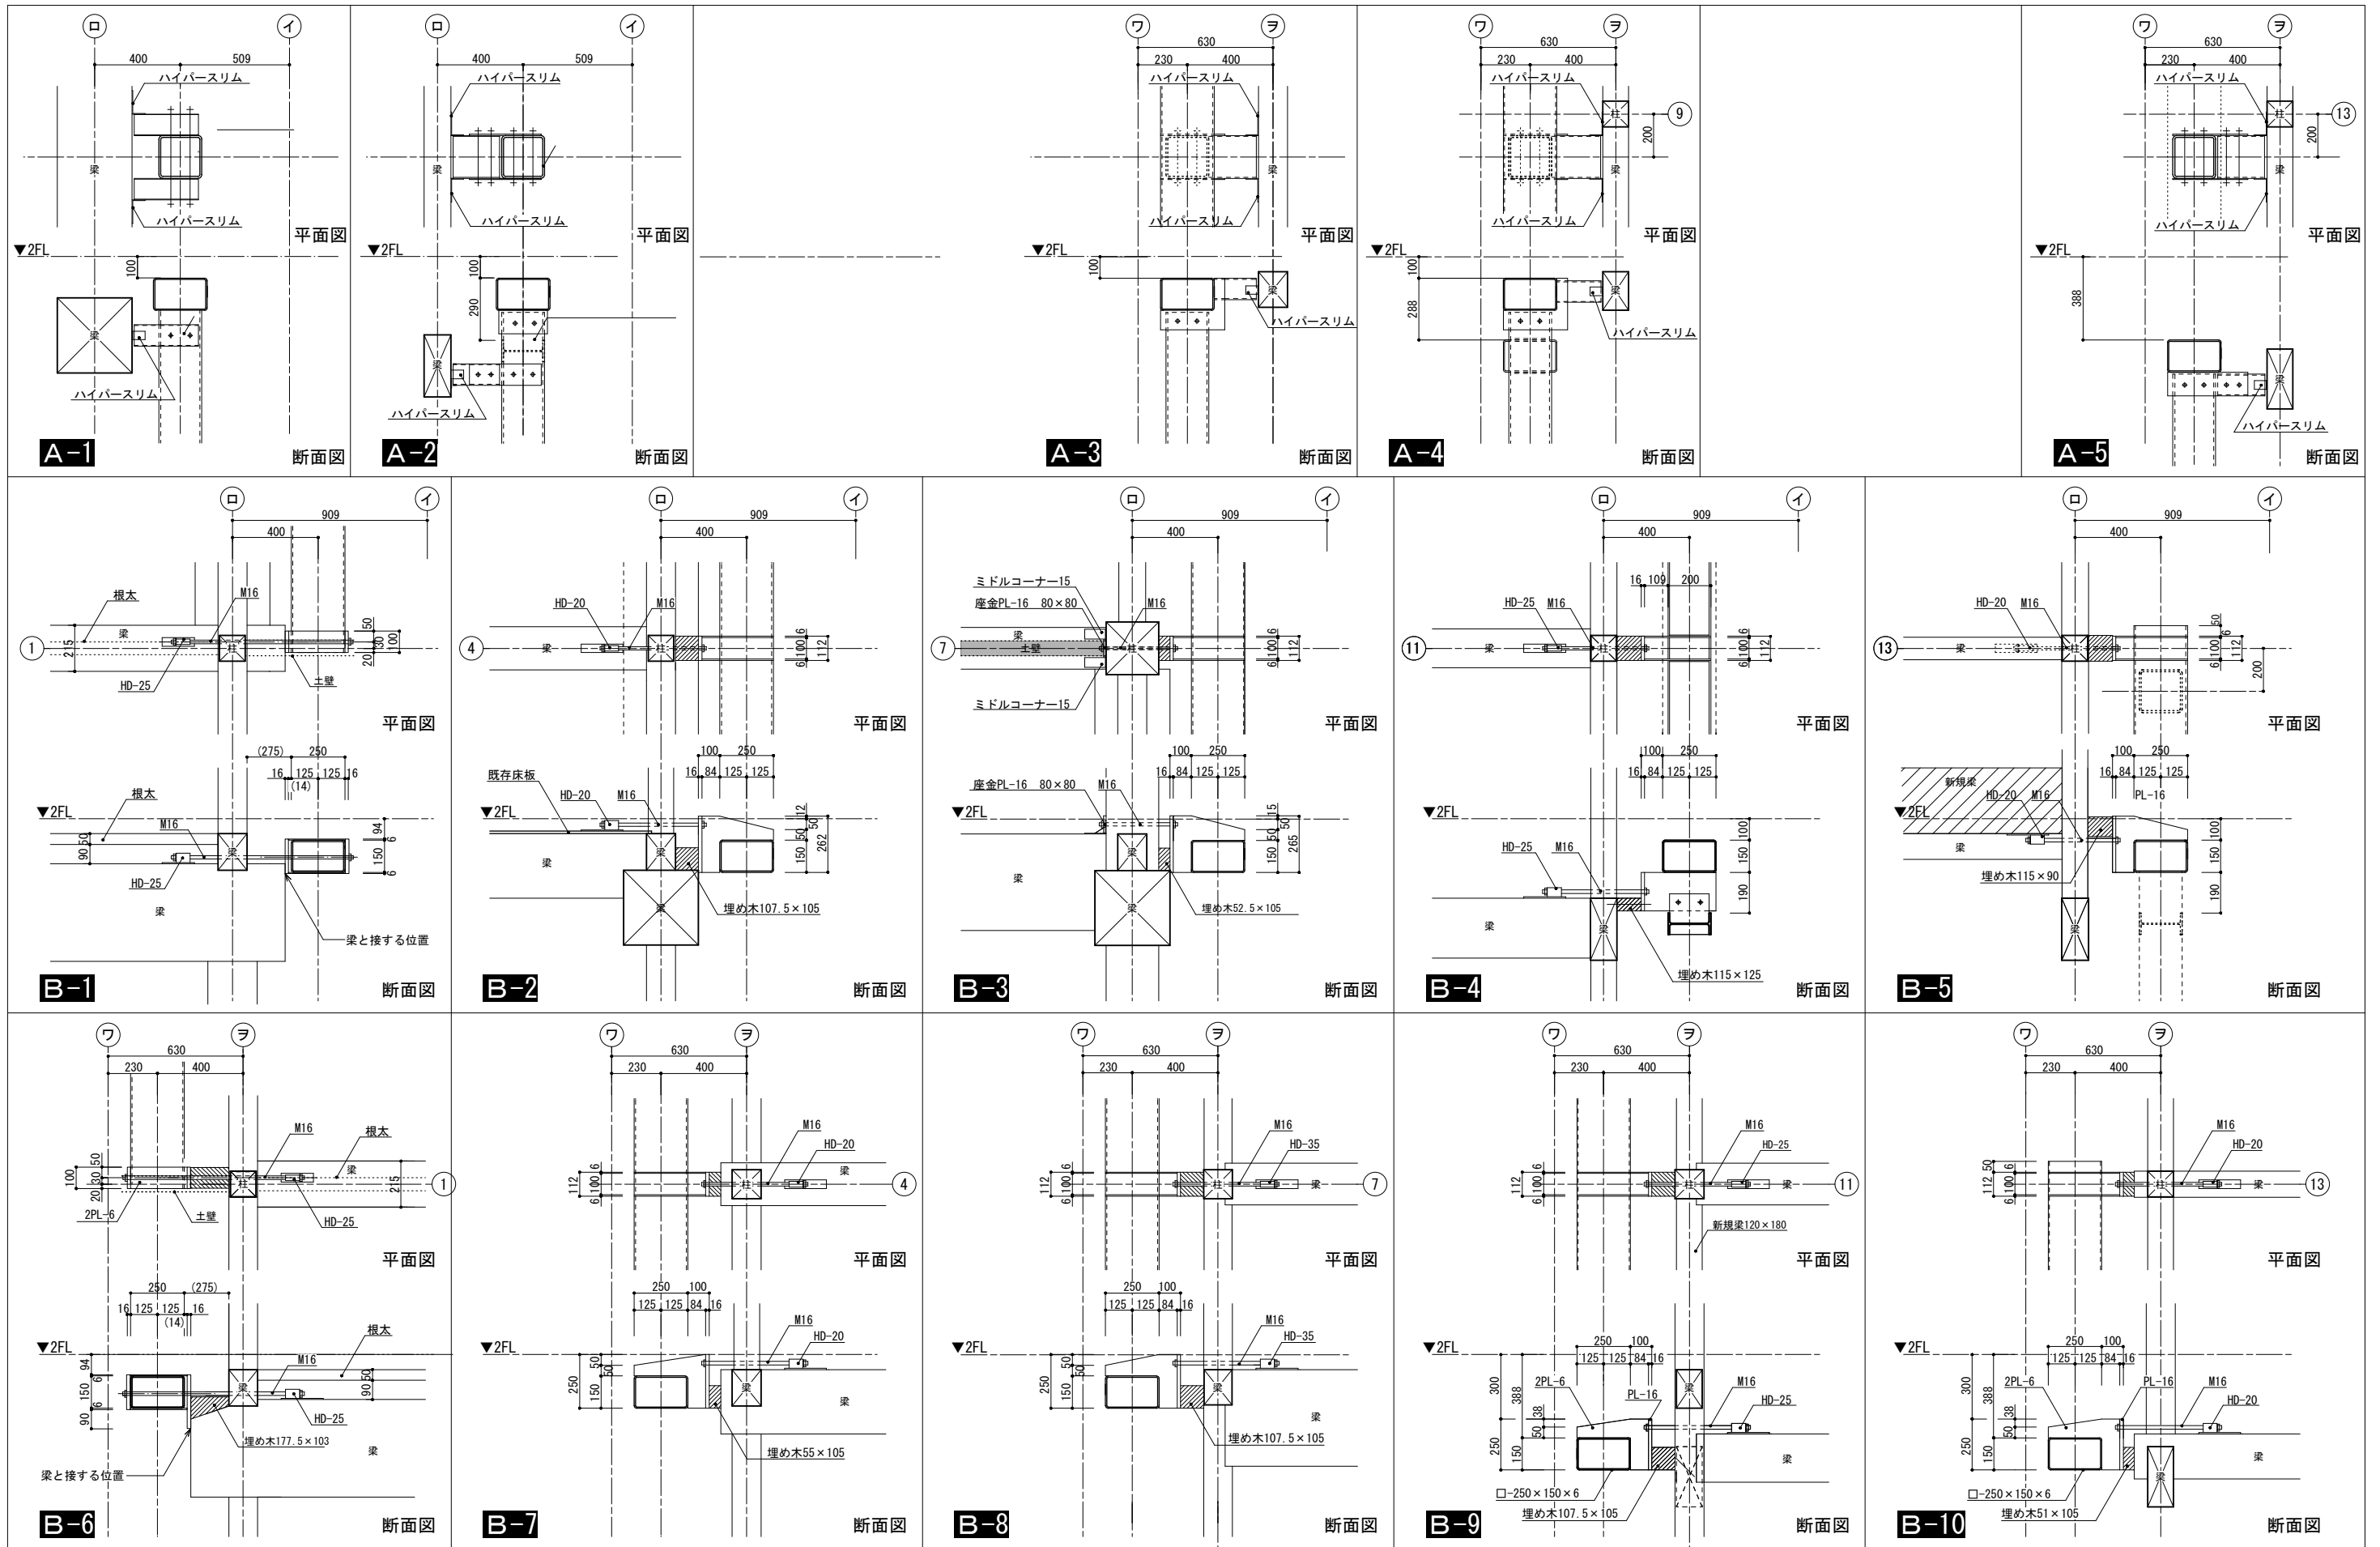 ロ
イ
400
509
ハイパースリム
梁
ハイパースリム
平面図
▼2FL
100
梁
ハイパースリム
A-1
断面図
ロ
イ
400
509
ハイパースリム
梁
ハイパースリム
平面図
▼2FL
100
290
梁
ハイパースリム
A-2
断面図
ワ
ヲ
630
230
400
ハイパースリム
梁
ハイパースリム
平面図
▼2FL
100
梁
ハイパースリム
A-3
断面図
ワ
ヲ
630
230
400
ハイパースリム
柱
9
200
梁
ハイパースリム
平面図
▼2FL
100
288
梁
ハイパースリム
A-4
断面図
ワ
ヲ
630
230
400
ハイパースリム
柱
13
200
梁
ハイパースリム
平面図
▼2FL
388
梁
ハイパースリム
A-5
断面図
ロ
イ
909
400
根太
M16
梁
1
215
柱
50
30
100
20
HD-25
土壁
平面図
(275)
250
16
125
125
16
(14)
▼2FL
根太
M16
50
90
梁
94
6
150
6
HD-25
梁
梁と接する位置
B-1
断面図
ロ
イ
909
400
HD-20
M16
4
梁
柱
6
100
6
112
平面図
100
250
16
84
125
125
既存床板
▼2FL
HD-20
M16
梁
梁
12
50
50
150
262
梁
埋め木107.5×105
B-2
断面図
ロ
イ
909
400
ミドルコーナー15
座金PL-16 80×80
M16
梁
7
土壁
柱
6
100
6
112
ミドルコーナー15
平面図
100
250
16
84
125
125
座金PL-16 80×80
M16
▼2FL
梁
梁
15
50
50
150
265
梁
埋め木52.5×105
B-3
断面図
ロ
イ
909
400
16
109
200
HD-25
M16
11
梁
柱
6
100
6
112
平面図
100
250
16
84
125
125
▼2FL
HD-25
M16
100
150
190
梁
梁
埋め木115×125
B-4
断面図
ロ
イ
909
400
HD-20
M16
13
梁
柱
50
6
100
6
112
200
平面図
100
250
16
84
125
125
新規梁
HD-20
M16
PL-16
▼2FL
梁
埋め木115×90
100
150
190
梁
B-5
断面図
ワ
ヲ
630
230
400
M16
根太
梁
50
30
20
100
柱
215
1
2PL-6
土壁
HD-25
平面図
250
(275)
16
125
125
16
(14)
▼2FL
根太
M16
94
6
150
6
90
梁
50
90
HD-25
埋め木177.5×103
梁
梁と接する位置
B-6
断面図
ワ
ヲ
630
230
400
M16
HD-20
梁
6
100
6
112
柱
4
平面図
250
100
125
125
84
16
M16
HD-20
▼2FL
50
50
150
250
梁
梁
埋め木55×105
B-7
断面図
ワ
ヲ
630
230
400
M16
HD-35
6
100
6
112
柱
梁
7
平面図
250
100
125
125
84
16
M16
HD-35
▼2FL
50
50
150
250
梁
梁
埋め木107.5×105
B-8
断面図
ワ
ヲ
630
230
400
M16
HD-25
6
100
6
112
柱
梁
11
新規梁120×180
平面図
250
100
125
125
84
16
▼2FL
2PL-6
PL-16
M16
HD-25
梁
300
388
38
50
150
250
梁
□-250×150×6
埋め木107.5×105
B-9
断面図
ワ
ヲ
630
230
400
M16
HD-20
50
6
100
6
112
柱
梁
13
平面図
250
100
125
125
84
16
▼2FL
2PL-6
PL-16
M16
HD-20
300
388
38
50
150
250
梁
梁
□-250×150×6
埋め木51×105
B-10
断面図